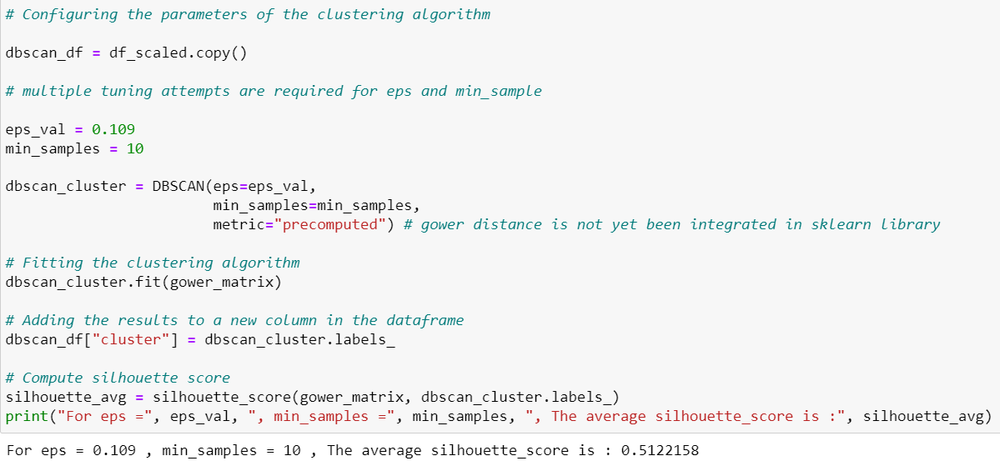 # Configuring the parameters of the clustering algorithm
dbscan_df = df_scaled.copy()
# multiple tuning attempts are required for eps and min_sample
eps_val = 0.109
min_samples = 10
dbscan_cluster = DBSCAN(eps=eps_val,
min_samples=min_samples,
metric="precomputed") # gower distance is not yet been integrated in sklearn library
# Fitting the clustering algorithm
dbscan_cluster.fit(gower_matrix)
# Adding the results to a new column in the dataframe
dbscan_df["cluster"] = dbscan_cluster.labels_
# Compute silhouette score
silhouette_avg = silhouette_score(gower_matrix, dbscan_cluster.labels_)
print("For eps =", eps_val, ", min_samples =", min_samples, ", The average silhouette_score is :", silhouette_avg)
For eps = 0.109 , min_samples = 10 , The average silhouette_score is : 0.5122158